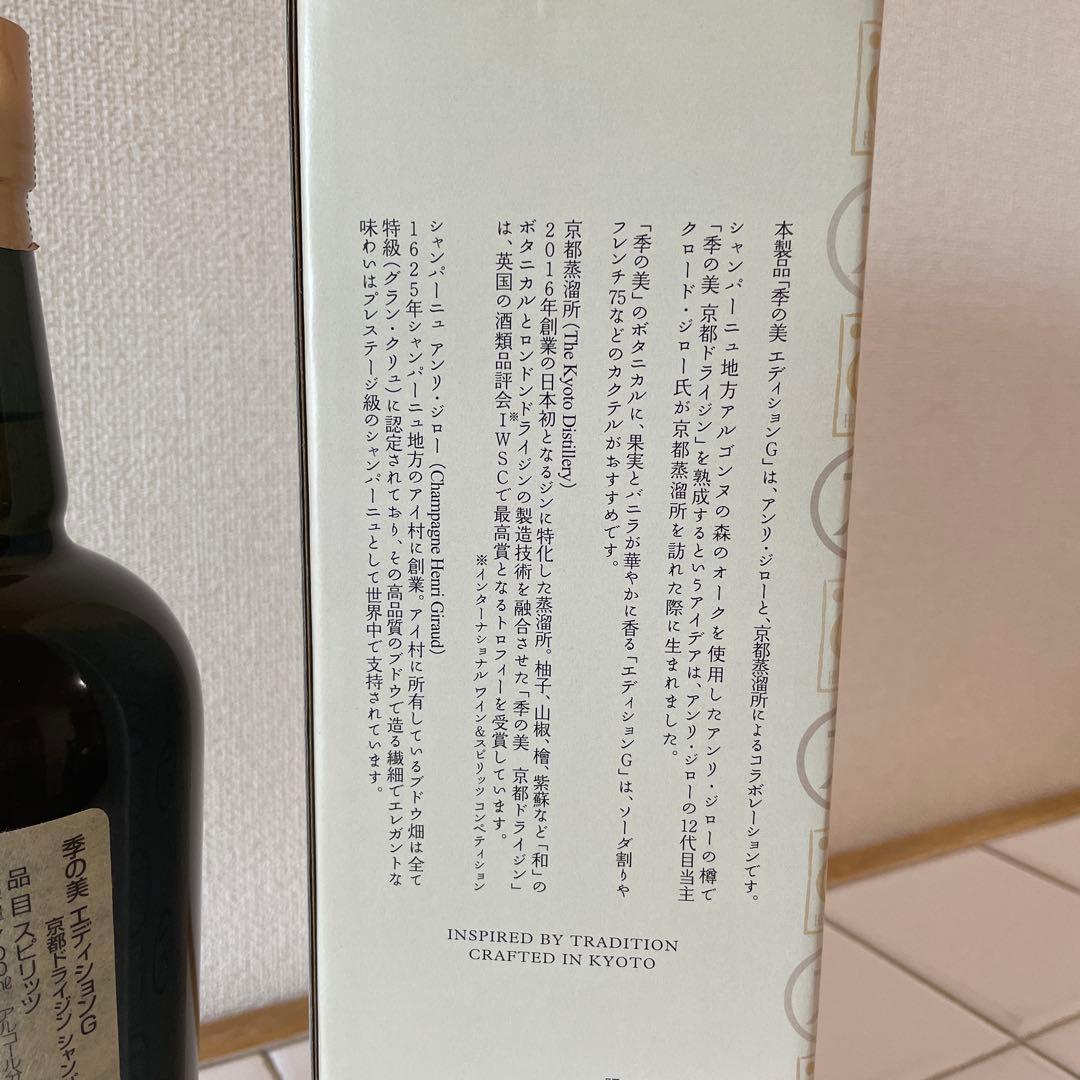 本製品「季の美 エディションG」は、アンリ・ジローと、京都蒸溜所によるコラボレーションです。
シャンパーニュ地方アルゴンヌの森のオークを使用したアンリ・ジローの樽で
「季の美 京都ドライジン」を熟成するというアイデアは、アンリ・ジローの12代目当主
クロード・ジロー氏が京都蒸溜所を訪れた際に生まれました。
「季の美」のボタニカルに、果実とバニラが華やかに香る「エディションG」は、ソーダ割りや
フレンチ75などのカクテルがおすすめです。
京都蒸溜所(The Kyoto Distillery)
2016年創業の日本初となるジンに特化した蒸溜所。柚子、山椒、檜、紫蘇など「和」の
ボタニカルとロンドンドライジンの製造技術を融合させた「季の美 京都ドライジン」
は、英国の酒類品評会IWSC※で最高賞となるトロフィーを受賞しています。
※インターナショナル ワイン&スピリッツ コンペティション
シャンパーニュ アンリ・ジロー(Champagne Henri Giraud)
1625年シャンパーニュ地方のアイ村に創業。アイ村に所有しているブドウ畑は全て
特級(グラン・クリュ)に認定されており、その高品質のブドウで造る繊細でエレガントな
味わいはプレステージ級のシャンパーニュとして世界中で支持されています。
INSPIRED BY TRADITION
CRAFTED IN KYOTO
季の美 エディションG
京都ドライジン シャン
品目 スピリッツ
700ml アルコール分